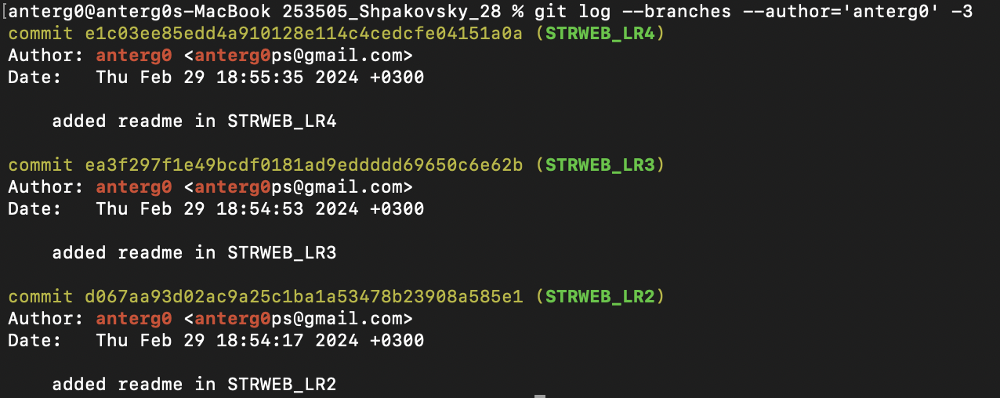 [anterg0@anterg0s-MacBook 253505_Shpakovsky_28 % git log --branches --author='anterg0' -3
commit e1c03ee85edd4a910128e114c4cedcfe04151a0a (STRWEB_LR4)
Author: anterg0 <anterg0ps@gmail.com>
Date:   Thu Feb 29 18:55:35 2024 +0300
    added readme in STRWEB_LR4
commit ea3f297f1e49bcdf0181ad9eddddd69650c6e62b (STRWEB_LR3)
Author: anterg0 <anterg0ps@gmail.com>
Date:   Thu Feb 29 18:54:53 2024 +0300
    added readme in STRWEB_LR3
commit d067aa93d02ac9a25c1ba1a53478b23908a585e1 (STRWEB_LR2)
Author: anterg0 <anterg0ps@gmail.com>
Date:   Thu Feb 29 18:54:17 2024 +0300
    added readme in STRWEB_LR2